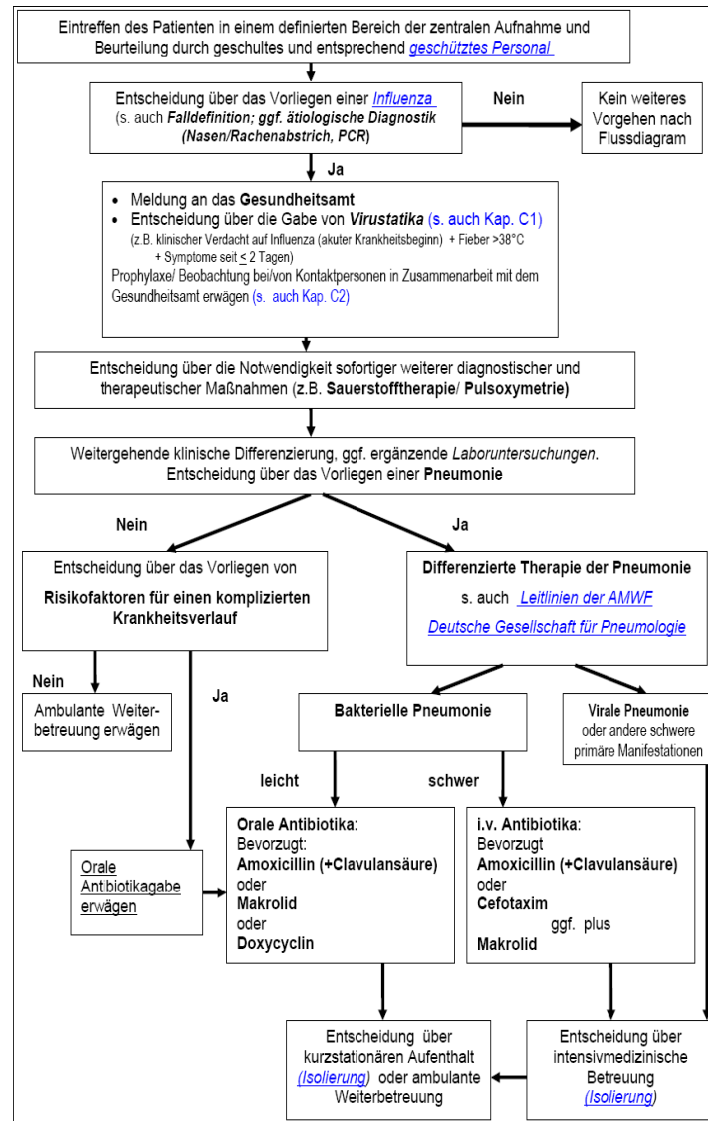 Eintreffen des Patienten in einem definierten Bereich der zentralen Aufnahme und
Beurteilung durch geschultes und entsprechend geschütztes Personal
Entscheidung über das Vorliegen einer Influenza
(s. auch Falldefinition; ggf. ätiologische Diagnostik
(Nasen/Rachenabstrich, PCR)
Nein
Kein weiteres
Vorgehen nach
Flussdiagram
Ja
• Meldung an das Gesundheitsamt
• Entscheidung über die Gabe von Virustatika (s. auch Kap. C1)
(z.B. klinischer Verdacht auf Influenza (akuter Krankheitsbeginn) + Fieber >38°C
+ Symptome seit ≤ 2 Tagen)
Prophylaxe/ Beobachtung bei/von Kontaktpersonen in Zusammenarbeit mit dem
Gesundheitsamt erwägen (s. auch Kap. C2)
Entscheidung über die Notwendigkeit sofortiger weiterer diagnostischer und
therapeutischer Maßnahmen (z.B. Sauerstofftherapie/ Pulsoxymetrie)
Weitergehende klinische Differenzierung, ggf. ergänzende Laboruntersuchungen.
Entscheidung über das Vorliegen einer Pneumonie
Nein
Ja
Entscheidung über das Vorliegen von
Risikofaktoren für einen komplizierten
Krankheitsverlauf
Differenzierte Therapie der Pneumonie
s. auch Leitlinien der AMWF
Deutsche Gesellschaft für Pneumologie
Nein
Ja
Ambulante Weiter-
betreuung erwägen
Bakterielle Pneumonie
Virale Pneumonie
oder andere schwere
primäre Manifestationen
leicht
schwer
Orale
Antibiotikagabe
erwägen
Orale Antibiotika:
Bevorzugt:
Amoxicillin (+Clavulansäure)
oder
Makrolid
oder
Doxycyclin
i.v. Antibiotika:
Bevorzugt
Amoxicillin (+Clavulansäure)
oder
Cefotaxim
ggf. plus
Makrolid
Entscheidung über
kurzstationären Aufenthalt
(Isolierung) oder ambulante
Weiterbetreuung
Entscheidung über
intensivmedizinische
Betreuung
(Isolierung)